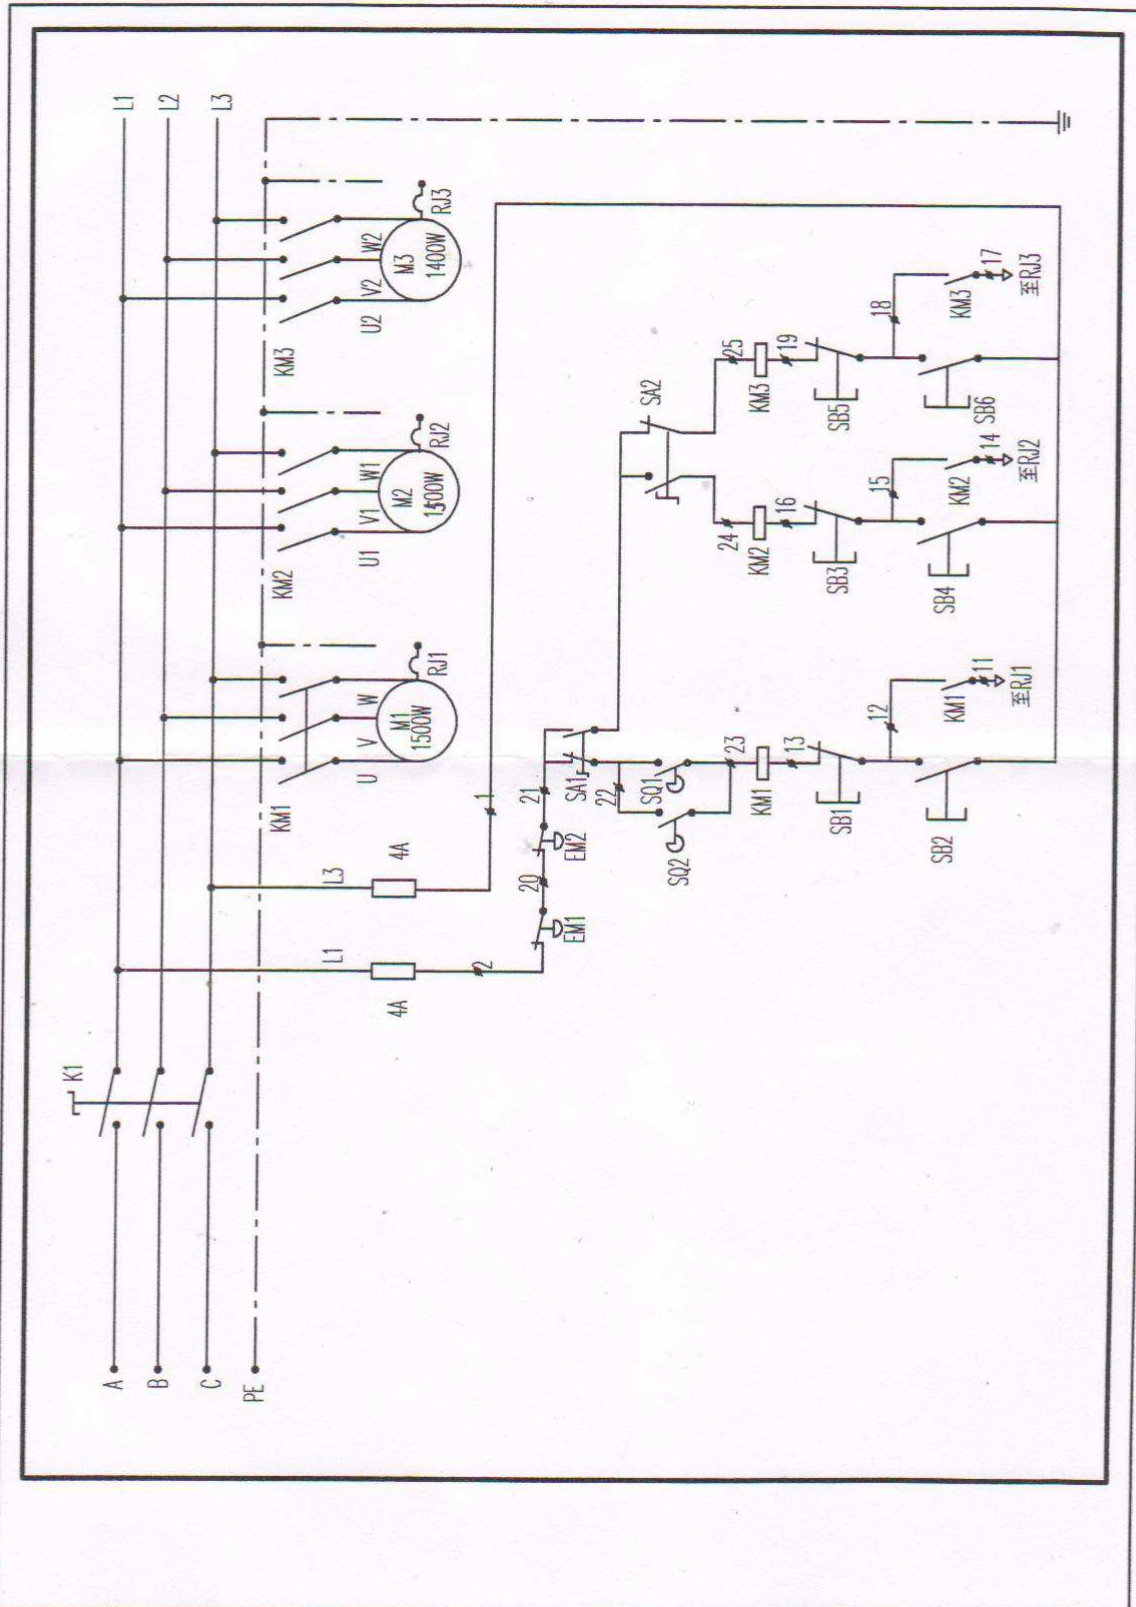 A
B
C
PE
K1
L1
L2
L3
4A
L1
4A
L3
2
1
KM1
U
V
W
M1
1500W
RJ1
KM2
U1
V1
W1
M2
RJ2
KM3
U2
V2
W2
M3
1400W
RJ3
EM1
20
EM2
21
SA1
22
SQ1
SQ2
23
KM1
13
SB1
12
SB2
KM1
11
至RJ1
SA2
24
KM2
16
SB3
15
SB4
KM2
14
至RJ2
25
KM3
19
SB5
18
SB6
KM3
17
至RJ3